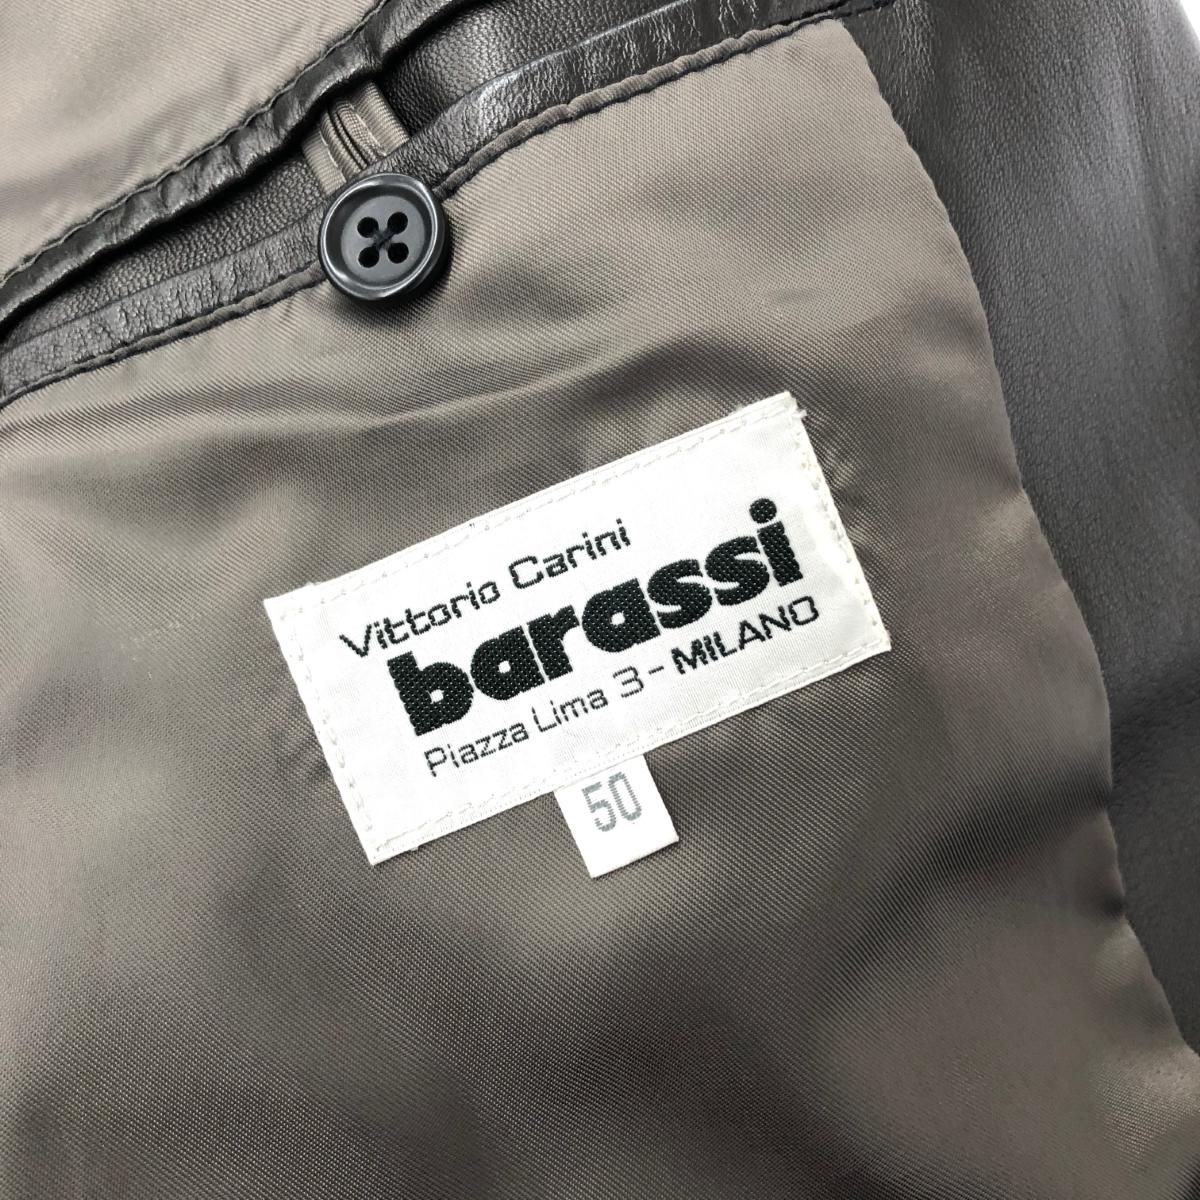 Vittorio Carini
barassi
Piazza Lima 3 - MILANO
50